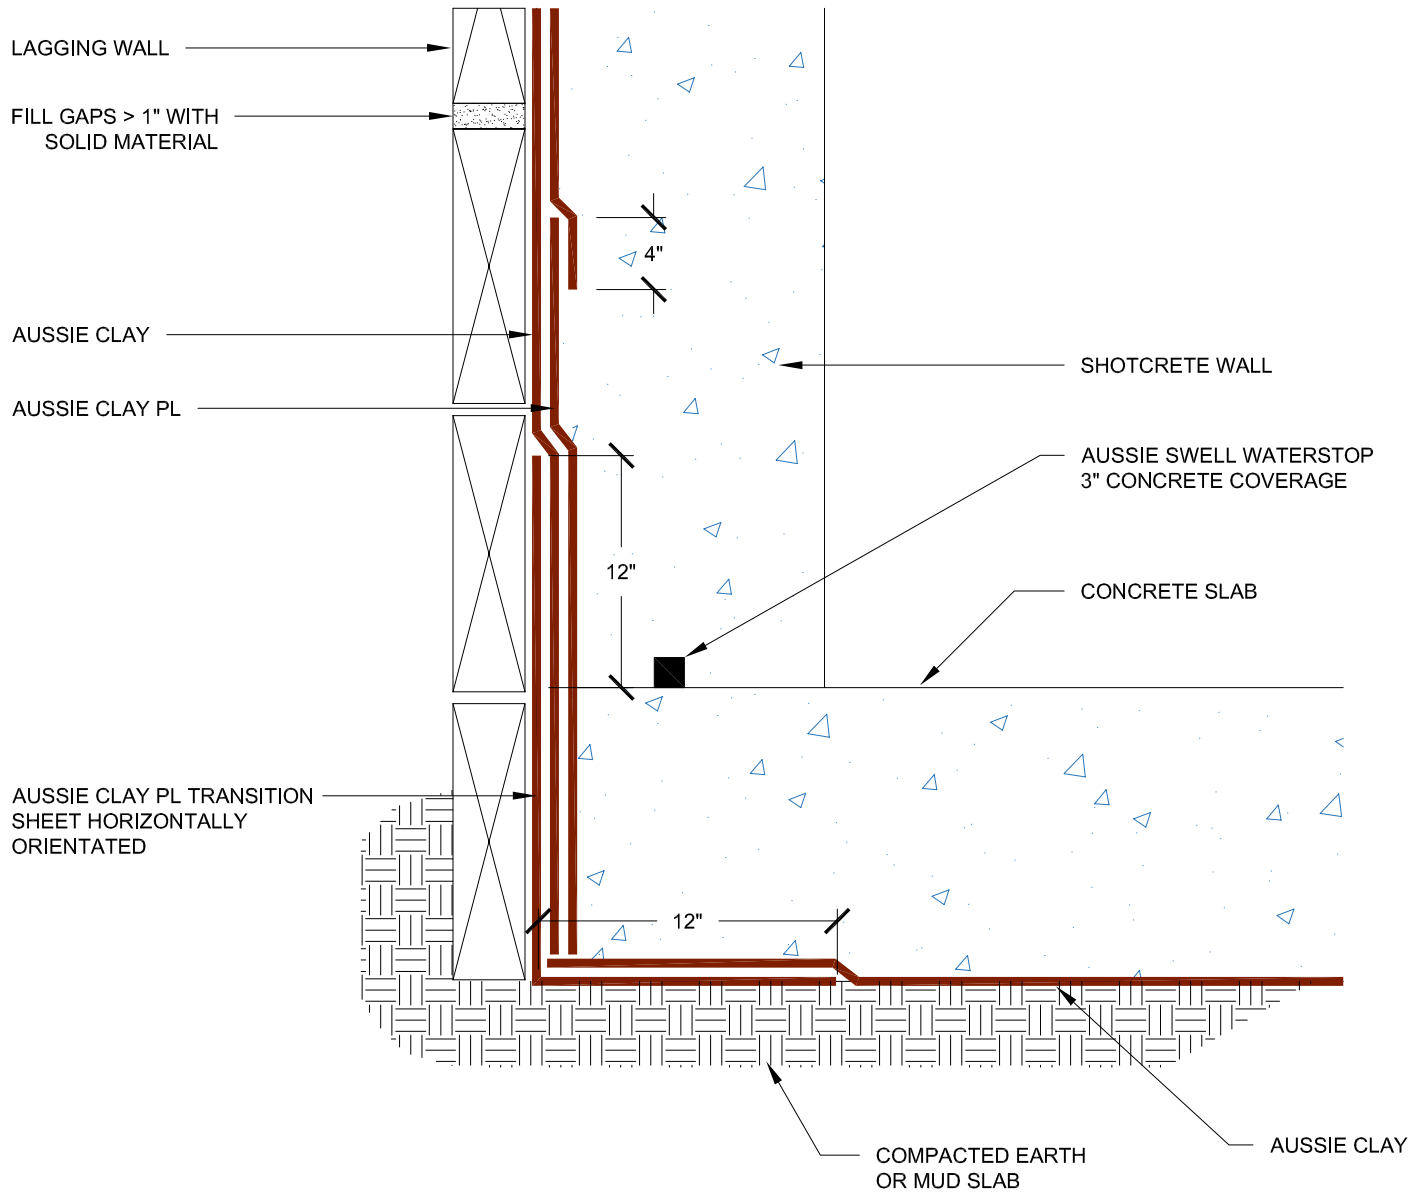 LAGGING WALL
FILL GAPS > 1" WITH
SOLID MATERIAL
4"
AUSSIE CLAY
SHOTCRETE WALL
AUSSIE CLAY PL
AUSSIE SWELL WATERSTOP
3" CONCRETE COVERAGE
12"
CONCRETE SLAB
AUSSIE CLAY PL TRANSITION
SHEET HORIZONTALLY
ORIENTATED
12"
AUSSIE CLAY
COMPACTED EARTH
OR MUD SLAB